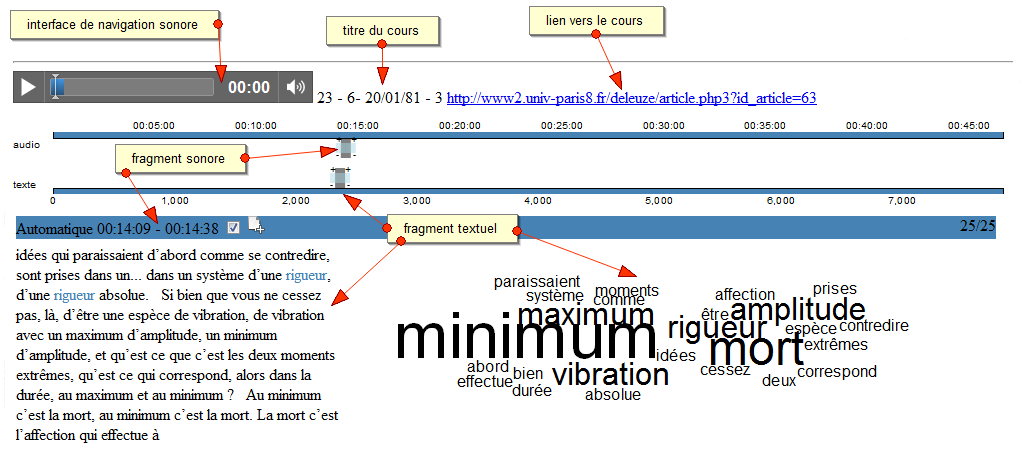 interface de navigation sonore
titre du cours
lien vers le cours
00:00
23 - 6- 20/01/81 - 3 http://www2.univ-paris8.fr/deleuze/article.php3?id_article=63
00:05:00 00:10:00 00:15:00 00:20:00 00:25:00 00:30:00 00:35:00 00:40:00 00:45:00
audio
fragment sonore
texte
0 1,000 2,000 3,000 4,000 5,000 6,000 7,000
Automatique 00:14:09 - 00:14:38
25/25
fragment textuel
idées qui paraissaient d’abord comme se contredire,
sont prises dans un... dans un système d’une rigueur,
d’une rigueur absolue. Si bien que vous ne cessez
pas, là, d’être une espèce de vibration, de vibration
avec un maximum d’amplitude, un minimum
d’amplitude, et qu’est ce que c’est les deux moments
extrêmes, qu’est ce qui correspond, alors dans la
durée, au maximum et au minimum ? Au minimum
c’est la mort, au minimum c’est la mort. La mort c’est
l’affection qui effectue à
paraissaient
système
comme
moments
affection
prises
maximum
être
amplitude
minimum
rigueur
espèce
contredire
mort
extrêmes
idées
abord
bien
vibration
cessez
correspond
effectue
durée
absolue
deux